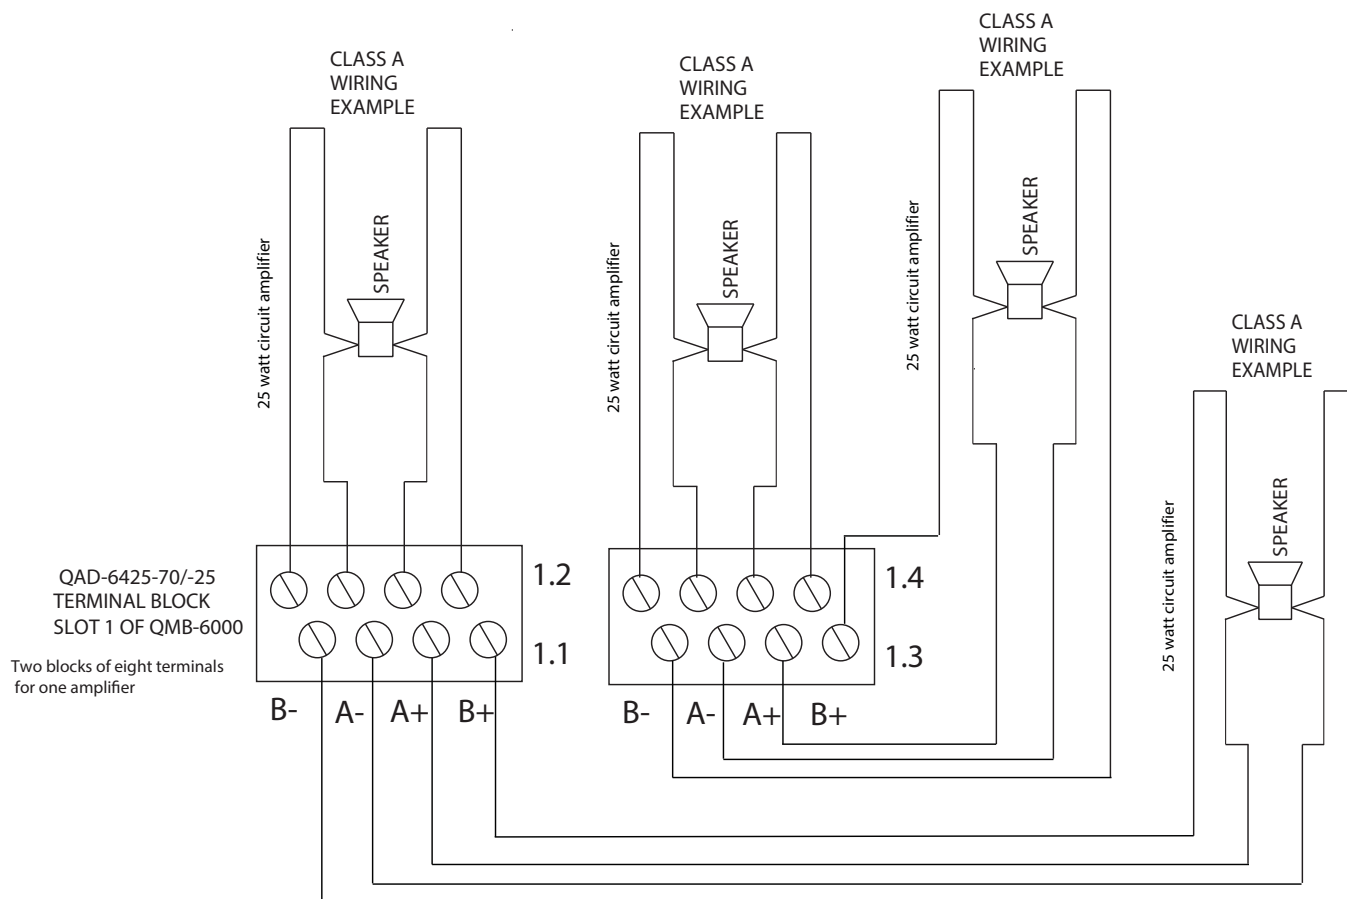 CLASS A
WIRING
EXAMPLE
CLASS A
WIRING
EXAMPLE
CLASS A
WIRING
EXAMPLE
CLASS A
WIRING
EXAMPLE
25 watt circuit amplifier
SPEAKER
25 watt circuit amplifier
SPEAKER
25 watt circuit amplifier
SPEAKER
25 watt circuit amplifier
SPEAKER
QAD-6425-70/-25
TERMINAL BLOCK
SLOT 1 OF QMB-6000
Two blocks of eight terminals
for one amplifier
1.2
1.1
B- A- A+ B+
1.4
1.3
B- A- A+ B+